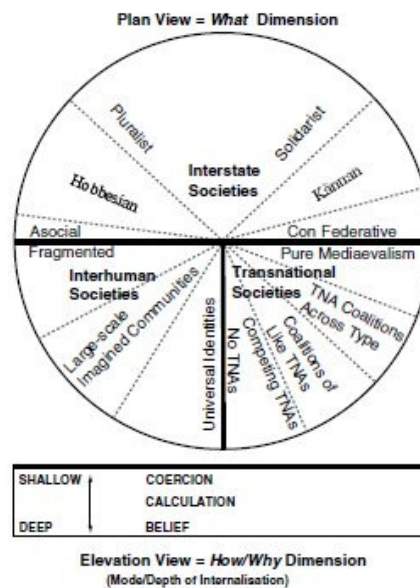 Plan View = What Dimension
Pluralist
Solidarist
Hobbesian
Interstate
Societies
Kantian
Asocial
Con Federative
Fragmented
Pure Mediaevalism
Interhuman
Societies
Transnational
Societies
Large-scale
Imagined Communities
Universal Identities
No TNAs
Competing TNAs
Coalitions of
Like TNAs
TNA Coalitions
Across Type
SHALLOW COERCION
CALCULATION
DEEP BELIEF
Elevation View = How/Why Dimension
(Mode/Depth of Internalisation)